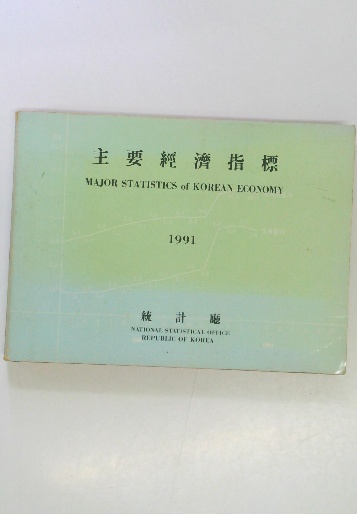 主要經濟指標
MAJOR STATISTICS of KOREAN ECONOMY
1991
統計廳
NATIONAL STATISTICAL OFFICE
REPUBLIC OF KOREA